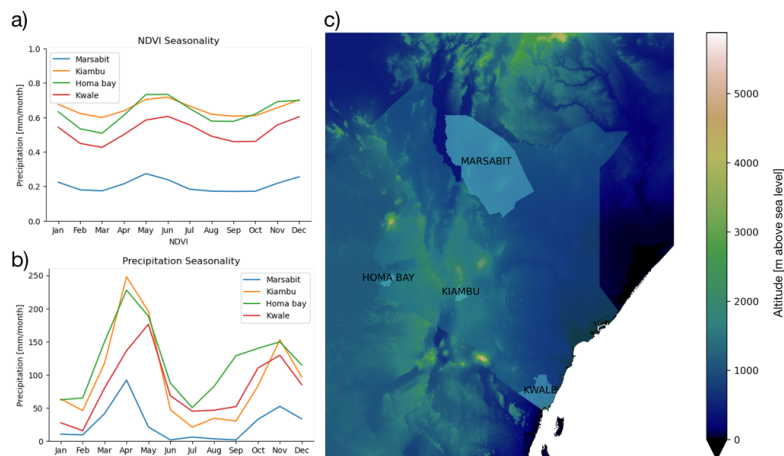 a)
NDVI Seasonality
Precipitation [mm/month]
1.0
0.8
0.6
0.4
0.2
0.0
Marsabit
Kiambu
Homa bay
Kwale
Jan Feb Mar Apr May Jun Jul Aug Sep Oct Nov Dec
NDVI
b)
Precipitation Seasonality
Precipitation [mm/month]
250
200
150
100
50
0
Marsabit
Kiambu
Homa bay
Kwale
Jan Feb Mar Apr May Jun Jul Aug Sep Oct Nov Dec
c)
MARSABIT
HOMA BAY
KIAMBU
KWALE
5000
4000
3000
2000
1000
0
Altitude [m above sea level]